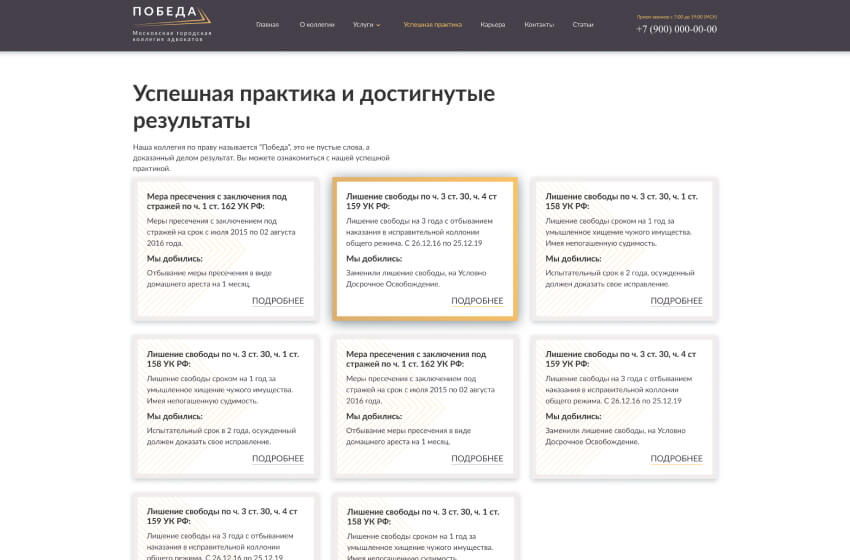 ПОБЕДА
Московская городская
коллегия адвокатов
Главная
О коллегии
Услуги
Успешная практика
Карьера
Контакты
Статьи
Прием звонков с 7:00 до 19:00 (МСК)
+7 (900) 000-00-00
Успешная практика и достигнутые
результаты
Наша коллегия по праву называется "Победа", это не пустые слова, а
доказанный делом результат. Вы можете ознакомиться с нашей успешной
практикой.
Мера пресечения с заключения под
стражей по ч. 1 ст. 162 УК РФ:
Меры пресечения с заключением под
стражей на срок с июля 2015 по 02 августа
2016 года.
Мы добились:
Отбывание меры пресечения в виде
домашнего ареста на 1 месяц.
ПОДРОБНЕЕ
Лишение свободы по ч. 3 ст. 30, ч. 4 ст
159 УК РФ:
Лишение свободы на 3 года с отбыванием
наказания в исправительной коллонии
общего режима. С 26.12.16 по 25.12.19
Мы добились:
Заменили лишение свободы, на Условно
Досрочное Освобождение.
ПОДРОБНЕЕ
Лишение свободы по ч. 3 ст. 30, ч. 1 ст.
158 УК РФ:
Лишение свободы сроком на 1 год за
умышленное хищение чужого имущества.
Имея непогашенную судимость.
Мы добились:
Испытательный срок в 2 года, осужденный
должен доказать свое исправление.
ПОДРОБНЕЕ
Лишение свободы по ч. 3 ст. 30, ч. 1 ст.
158 УК РФ:
Лишение свободы сроком на 1 год за
умышленное хищение чужого имущества.
Имея непогашенную судимость.
Мы добились:
Испытательный срок в 2 года, осужденный
должен доказать свое исправление.
ПОДРОБНЕЕ
Мера пресечения с заключения под
стражей по ч. 1 ст. 162 УК РФ:
Меры пресечения с заключением под
стражей на срок с июля 2015 по 02 августа
2016 года.
Мы добились:
Отбывание меры пресечения в виде
домашнего ареста на 1 месяц.
ПОДРОБНЕЕ
Лишение свободы по ч. 3 ст. 30, ч. 4 ст
159 УК РФ:
Лишение свободы на 3 года с отбыванием
наказания в исправительной коллонии
общего режима. С 26.12.16 по 25.12.19
Мы добились:
Заменили лишение свободы, на Условно
Досрочное Освобождение.
ПОДРОБНЕЕ
Лишение свободы по ч. 3 ст. 30, ч. 4 ст
159 УК РФ:
Лишение свободы на 3 года с отбыванием
наказания в исправительной коллонии
общего режима. С 26.12.16 по 25.12.19
Лишение свободы по ч. 3 ст. 30, ч. 1 ст.
158 УК РФ:
Лишение свободы сроком на 1 год за
умышленное хищение чужого имущества.
Имея непогашенную судимость.